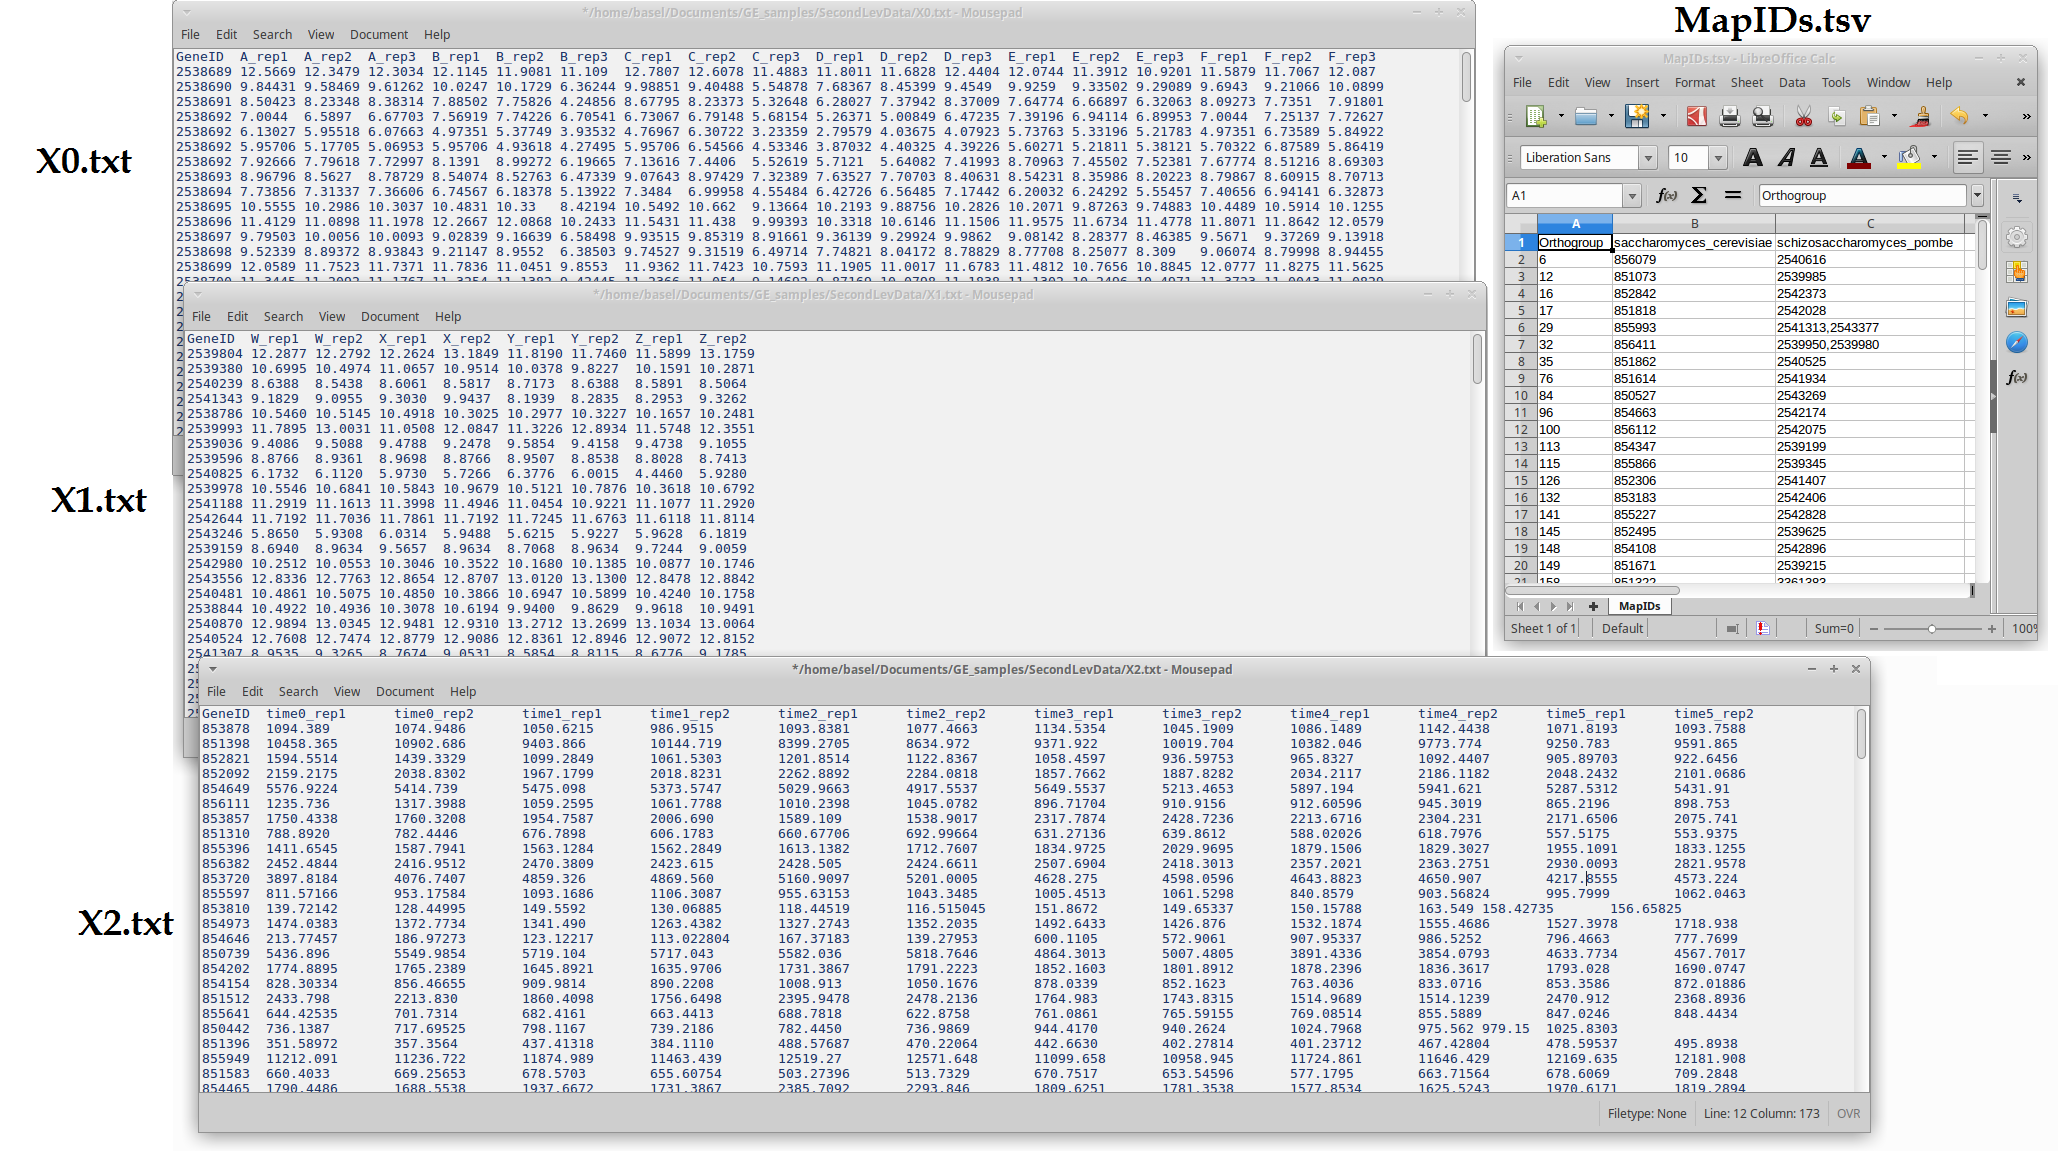 */home/basel/Documents/GE_samples/SecondLevData/X0.txt - Mousepad
File Edit Search View Document Help
GeneID A_rep1 A_rep2 A_rep3 B_rep1 B_rep2 B_rep3 C_rep1 C_rep2 C_rep3 D_rep1 D_rep2 D_rep3 E_rep1 E_rep2 E_rep3 F_rep1 F_rep2 F_rep3
2538689 12.5669 12.3479 12.3034 12.1145 11.9081 11.109 12.7807 12.6078 11.4883 11.8011 11.6828 12.4404 12.0744 11.3912 10.9201 11.5879 11.7067 12.087
2538690 9.84431 9.58469 9.61262 10.0247 10.1729 6.36244 9.98851 9.40488 5.54878 7.68367 8.45399 9.4549 9.9259 9.33502 9.29089 9.6943 9.21066 10.0899
2538691 8.50423 8.23348 8.38314 7.88502 7.75826 4.24856 8.67795 8.23373 5.32648 6.28027 7.37942 8.37009 7.64774 6.66897 6.32063 8.09273 7.7351 7.91801
2538692 7.0044 6.5897 6.67703 7.56919 7.74226 6.70541 6.73067 6.79148 5.68154 5.26371 5.00849 6.47235 7.39196 6.94114 6.89953 7.0044 7.25137 7.72627
2538692 6.13027 5.95518 6.07663 4.97351 5.37749 3.93532 4.76967 6.30722 3.23359 2.79579 4.03675 4.07923 5.73763 5.33196 5.21783 4.97351 6.73589 5.84922
2538692 5.95706 5.17705 5.06953 5.95706 4.93618 4.27495 5.95706 6.54566 4.53346 3.87032 4.40325 4.39226 5.60271 5.21811 5.38121 5.70322 6.87589 5.86419
2538692 7.92666 7.79618 7.72997 8.1391 8.99272 6.19665 7.13616 7.4406 5.52619 5.7121 5.64082 7.41993 8.70963 7.45502 7.52381 7.67774 8.51216 8.69303
2538693 8.96796 8.5627 8.78729 8.54074 8.52763 6.47339 9.07643 8.97429 7.32389 7.63527 7.70703 8.40631 8.54231 8.35986 8.20223 8.79867 8.60915 8.70713
2538694 7.73856 7.31337 7.36606 6.74567 6.18378 5.13922 7.3484 6.99958 4.55484 6.42726 6.56485 7.17442 6.20032 6.24292 5.55457 7.40656 6.94141 6.32873
2538695 10.5555 10.2986 10.3037 10.4831 10.33 8.42194 10.5492 10.662 9.13664 10.2193 9.88756 10.2826 10.2071 9.87263 9.74883 10.4489 10.5914 10.1255
2538696 11.4129 11.0898 11.1978 12.2667 12.0868 10.2433 11.5431 11.438 9.99393 10.3318 10.6146 11.1506 11.9575 11.6734 11.4778 11.8071 11.8642 12.0579
2538697 9.79503 10.0056 10.0093 9.02839 9.16639 6.58498 9.93515 9.85319 8.91661 9.36139 9.29924 9.9862 9.08142 8.28377 8.46385 9.5671 9.37269 9.13918
2538698 9.52339 8.89372 8.93843 9.21147 8.9552 6.38503 9.74527 9.31519 6.49714 7.74821 8.04172 8.78829 8.77708 8.25077 8.309 9.06074 8.79998 8.94455
2538699 12.0589 11.7523 11.7371 11.7836 11.0451 9.8553 11.9362 11.7423 10.7593 11.1905 11.0017 11.6783 11.4812 10.7656 10.8845 12.0777 11.8275 11.5625
X0.txt
*/home/basel/Documents/GE_samples/SecondLevData/X1.txt - Mousepad
File Edit Search View Document Help
GeneID W_rep1 W_rep2 X_rep1 X_rep2 Y_rep1 Y_rep2 Z_rep1 Z_rep2
2539804 12.2877 12.2792 12.2624 13.1849 11.8190 11.7460 11.5899 13.1759
2539380 10.6995 10.4974 11.0657 10.9514 10.0378 9.8227 10.1591 10.2871
2540239 8.6388 8.5438 8.6061 8.5817 8.7173 8.6388 8.5891 8.5064
2541343 9.1829 9.0955 9.3030 9.9437 8.1939 8.2835 8.2953 9.3262
2538786 10.5460 10.5145 10.4918 10.3025 10.2977 10.3227 10.1657 10.2481
2539993 11.7895 13.0031 11.0508 12.0847 11.3226 12.8934 11.5748 12.3551
2539036 9.4086 9.5088 9.4788 9.2478 9.5854 9.4158 9.4738 9.1055
2539596 8.8766 8.9361 8.9698 8.8766 8.9507 8.8538 8.8028 8.7413
2540825 6.1732 6.1120 5.9730 5.7266 6.3776 6.0015 4.4460 5.9280
2539978 10.5546 10.6841 10.5843 10.9679 10.5121 10.7876 10.3618 10.6792
2541188 11.2919 11.1613 11.3998 11.4946 11.0454 10.9221 11.1077 11.2920
2542644 11.7192 11.7036 11.7861 11.7192 11.7245 11.6763 11.6118 11.8114
2543246 5.8650 5.9308 6.0314 5.9488 5.6215 5.9227 5.9628 6.1819
2539159 8.6940 8.9634 9.5657 8.9634 8.7068 8.9634 9.7244 9.0059
2542980 10.2512 10.0553 10.3046 10.3522 10.1680 10.1385 10.0877 10.1746
2543556 12.8336 12.7763 12.8654 12.8707 13.0120 13.1300 12.8478 12.8842
2540481 10.4861 10.5075 10.4850 10.3866 10.6947 10.5899 10.4240 10.1758
2538844 10.4922 10.4936 10.3078 10.6194 9.9400 9.8629 9.9618 10.9491
2540870 12.9894 13.0345 12.9481 12.9310 13.2712 13.2699 13.1034 13.0064
2540524 12.7608 12.7474 12.8779 12.9086 12.8361 12.8946 12.9072 12.8152
2541307 8.9535 9.3265 8.7674 9.0531 8.5854 8.8115 8.6776 9.1785
X1.txt
*/home/basel/Documents/GE_samples/SecondLevData/X2.txt - Mousepad
File Edit Search View Document Help
GeneID time0_rep1 time0_rep2 time1_rep1 time1_rep2 time2_rep1 time2_rep2 time3_rep1 time3_rep2 time4_rep1 time4_rep2 time5_rep1 time5_rep2
853878 1094.389 1074.9486 1050.6215 986.9515 1093.8381 1077.4663 1134.5354 1045.1909 1086.1489 1142.4438 1071.8193 1093.7588
851398 10458.365 10902.686 9403.866 10144.719 8399.2705 8634.972 9371.922 10019.704 10382.046 9773.774 9250.783 9591.865
852821 1594.5514 1439.3329 1099.2849 1061.5303 1201.8514 1122.8367 1058.4597 936.59753 965.8327 1092.4407 905.89703 922.6456
852092 2159.2175 2038.8302 1967.1799 2018.8231 2262.8892 2284.0818 1857.7662 1887.8282 2034.2117 2186.1182 2048.2432 2101.0686
854649 5576.9224 5414.739 5475.098 5373.5747 5029.9663 4917.5537 5649.5537 5213.4653 5897.194 5941.621 5287.5312 5431.91
856111 1235.736 1317.3988 1059.2595 1061.7788 1010.2398 1045.0782 896.71704 910.9156 912.60596 945.3019 865.2196 898.753
853857 1750.4338 1760.3208 1954.7587 2006.690 1589.109 1538.9017 2317.7874 2428.7236 2213.6716 2304.231 2171.6506 2075.741
851310 788.8920 782.4446 676.7898 606.1783 660.67706 692.99664 631.27136 639.8612 588.02026 618.7976 557.5175 553.9375
855396 1411.6545 1587.7941 1563.1284 1562.2849 1613.1382 1712.7607 1834.9725 2029.9695 1879.1506 1829.3027 1955.1091 1833.1255
856382 2452.4844 2416.9512 2470.3809 2423.615 2428.505 2424.6611 2507.6904 2418.3013 2357.2021 2363.2751 2930.0093 2821.9578
853720 3897.8184 4076.7407 4859.326 4869.560 5160.9097 5201.0005 4628.275 4598.0596 4643.8823 4650.907 4217.8555 4573.224
855597 811.57166 953.17584 1093.1686 1106.3087 955.63153 1043.3485 1005.4513 1061.5298 840.8579 903.56824 995.7999 1062.0463
853810 139.72142 128.44995 149.5592 130.06885 118.44519 116.515045 151.8672 149.65337 150.15788 163.549 158.42735 156.65825
854973 1474.0383 1372.7734 1341.490 1263.4382 1327.2743 1352.2035 1492.6433 1426.876 1532.1874 1555.4686 1527.3978 1718.938
854646 213.77457 186.97273 123.12217 113.022804 167.37183 139.27953 600.1105 572.9061 907.95337 986.5252 796.4663 777.7699
850739 5436.896 5549.9854 5719.104 5717.043 5582.036 5818.7646 4864.3013 5007.4805 3891.4336 3854.0793 4633.7734 4567.7017
854202 1774.8895 1765.2389 1645.8921 1635.9706 1731.3867 1791.2223 1852.1603 1801.8912 1878.2396 1836.3617 1793.028 1690.0747
854154 828.30334 856.46655 909.9814 890.2208 1008.913 1050.1676 878.0339 852.1623 763.4036 833.0716 853.3586 872.01886
851512 2433.798 2213.830 1860.4098 1756.6498 2395.9478 2478.2136 1764.983 1743.8315 1514.9689 1514.1239 2470.912 2368.8936
855641 644.42535 701.7314 682.4161 663.4413 688.7818 622.8758 761.0861 765.59155 769.08514 855.5889 847.0246 848.4434
850442 736.1387 717.69525 798.1167 739.2186 782.4450 736.9869 944.4170 940.2624 1024.7968 975.562 979.15 1025.8303
851396 351.58972 357.3564 437.41318 384.1110 488.57687 470.22064 442.6630 402.27814 401.23712 467.42804 478.59537 495.8938
855949 11212.091 11236.722 11874.989 11463.439 12519.27 12571.648 11099.658 10958.945 11724.861 11646.429 12169.635 12181.908
851583 660.4033 669.25653 678.5703 655.60754 503.27396 513.7329 670.7517 653.54596 577.1795 663.71564 678.6069 709.2848
854465 1790.4486 1688.5538 1937.6672 1731.3867 2385.7092 2293.846 1809.6251 1781.3538 1577.8534 1625.5243 1970.6171 1819.2894
Filetype: None Line: 12 Column: 173 OVR
X2.txt
MapIDs.tsv
MapIDs.tsv - LibreOffice Calc
File Edit View Insert Format Sheet Data Tools Window Help
Liberation Sans 10
A1 Orthogroup
A B C
1 Orthogroup saccharomyces_cerevisiae schizosaccharomyces_pombe
2 6 856079 2540616
3 12 851073 2539985
4 16 852842 2542373
5 17 851818 2542028
6 29 855993 2541313,2543377
7 32 856411 2539950,2539980
8 35 851862 2540525
9 76 851614 2541934
10 84 850527 2543269
11 96 854663 2542174
12 100 856112 2542075
13 113 854347 2539199
14 115 855866 2539345
15 126 852306 2541407
16 132 853183 2542406
17 141 855227 2542828
18 145 852495 2539625
19 148 854108 2542896
20 149 851671 2539215
21 158 851322 3361383
MapIDs
Sheet 1 of 1 Default Sum=0 100%